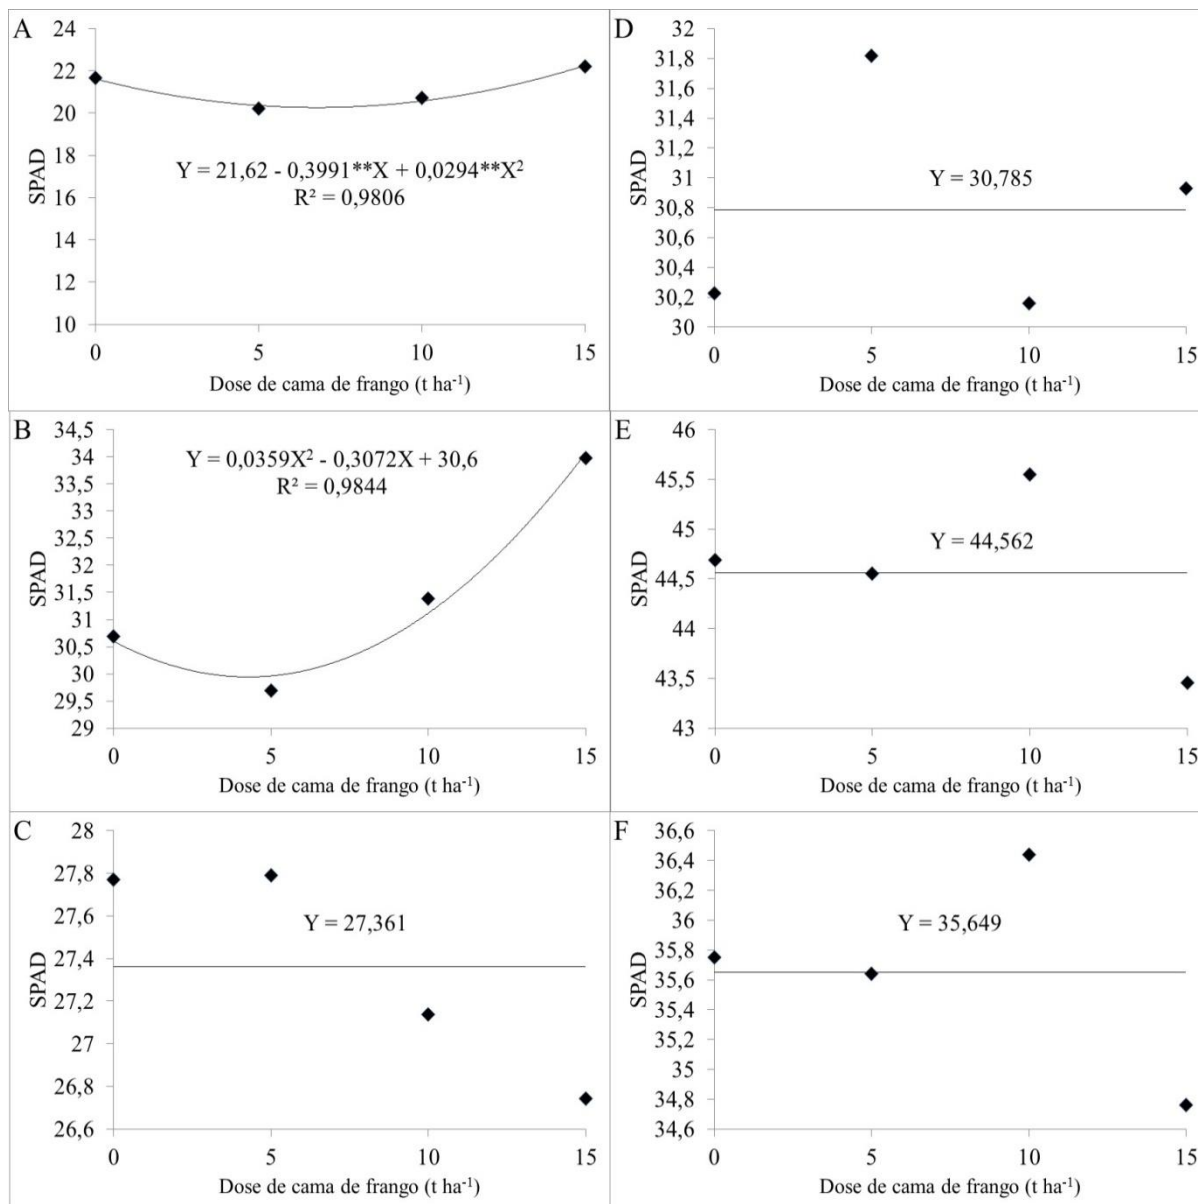 A
24
22
20
18
16
14
12
10
SPAD
Y = 21,62 - 0,3991**X + 0,0294**X²
R² = 0,9806
0 5 10 15
Dose de cama de frango (t ha⁻¹)
B
34,5
34
33,5
33
32,5
32
31,5
31
30,5
30
29,5
29
SPAD
Y = 0,0359X² - 0,3072X + 30,6
R² = 0,9844
0 5 10 15
Dose de cama de frango (t ha⁻¹)
C
28
27,8
27,6
27,4
27,2
27
26,8
26,6
SPAD
Y = 27,361
0 5 10 15
Dose de cama de frango (t ha⁻¹)
D
32
31,8
31,6
31,4
31,2
31
30,8
30,6
30,4
30,2
30
SPAD
Y = 30,785
0 5 10 15
Dose de cama de frango (t ha⁻¹)
E
46
45,5
45
44,5
44
43,5
43
SPAD
Y = 44,562
0 5 10 15
Dose de cama de frango (t ha⁻¹)
F
36,6
36,4
36,2
36
35,8
35,6
35,4
35,2
35
34,8
34,6
SPAD
Y = 35,649
0 5 10 15
Dose de cama de frango (t ha⁻¹)